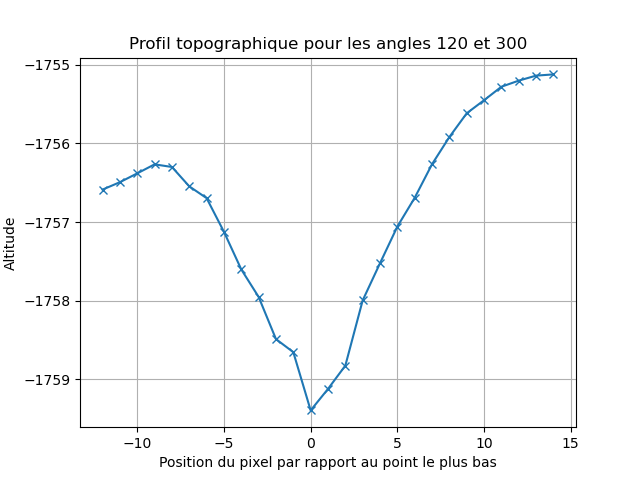 Profil topographique pour les angles 120 et 300
−1755
−1756
−1757
−1758
−1759
Altitude
−10 −5 0 5 10 15
Position du pixel par rapport au point le plus bas